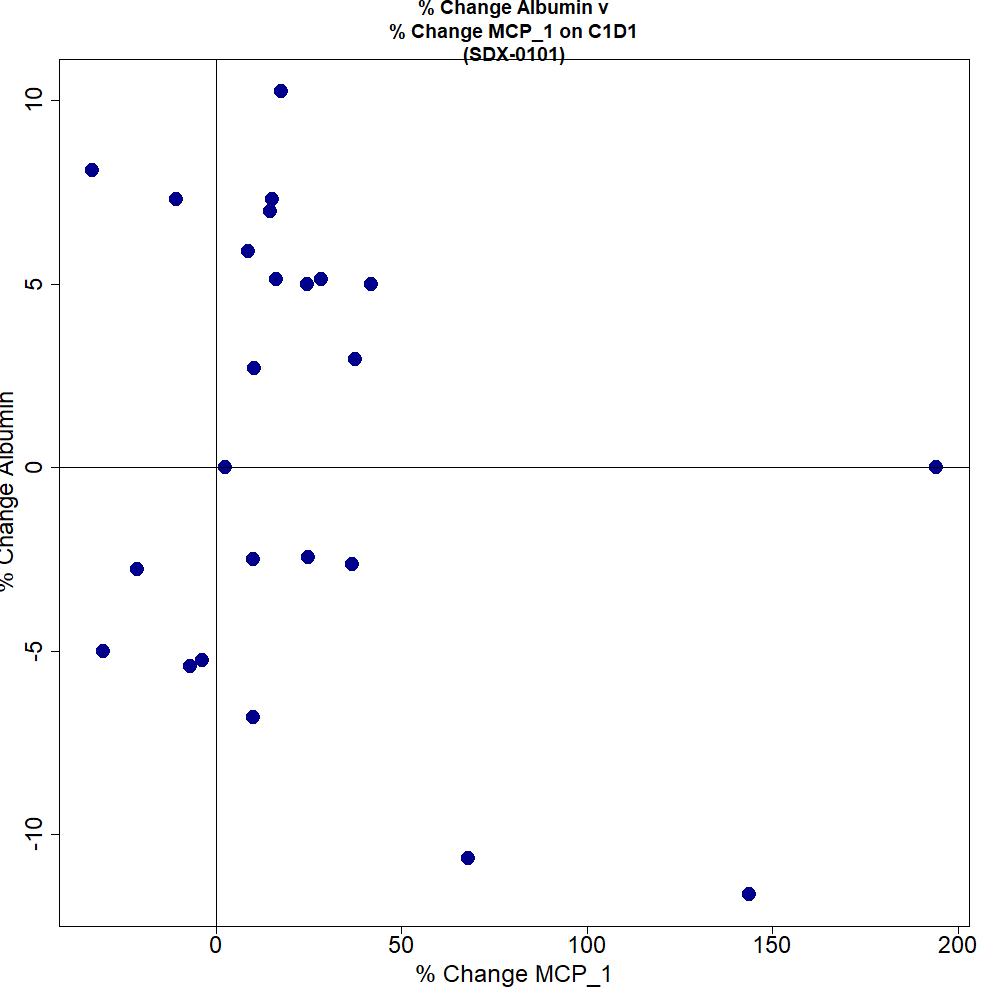 % Change Albumin v
% Change MCP_1 on C1D1
(SDX-0101)
10
5
0
-5
-10
% Change Albumin
0
50
100
150
200
% Change MCP_1